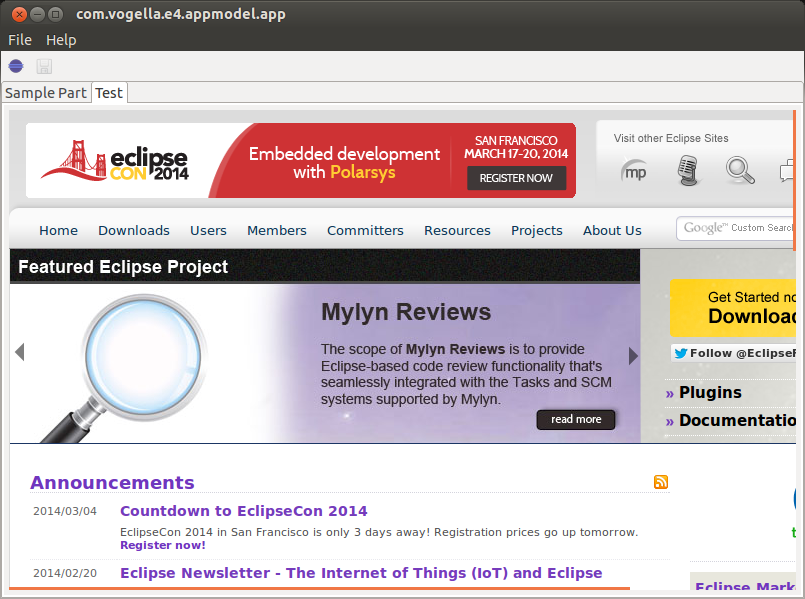 com.vogella.e4.appmodel.app
File Help
Sample Part Test
eclipse
CON 2014
Embedded development
with Polarsys
SAN FRANCISCO
MARCH 17-20, 2014
REGISTER NOW
Visit other Eclipse Sites
mp
Home Downloads Users Members Committers Resources Projects About Us
Google™ Custom Search
Featured Eclipse Project
Mylyn Reviews
The scope of Mylyn Reviews is to provide
Eclipse-based code review functionality that's
seamlessly integrated with the Tasks and SCM
systems supported by Mylyn.
read more
Get Started
Follow @Eclipse
» Plugins
»
Announcements
2014/03/04 Countdown to EclipseCon 2014
EclipseCon 2014 in San Francisco is only 3 days away! Registration prices go up tomorrow.
Register now!
2014/02/20 Eclipse Newsletter - The Internet of Things (IoT) and Eclipse
Eclipse